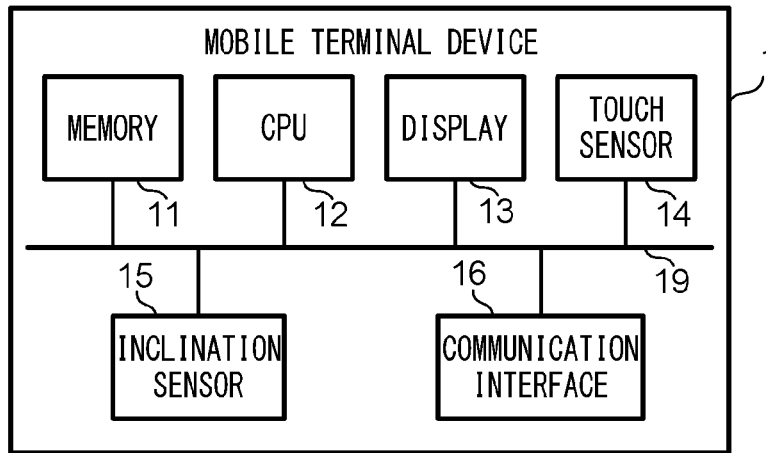 MOBILE TERMINAL DEVICE
MEMORY
CPU
DISPLAY
TOUCH
SENSOR
11
12
13
14
15
16
19
INCLINATION
SENSOR
COMMUNICATION
INTERFACE